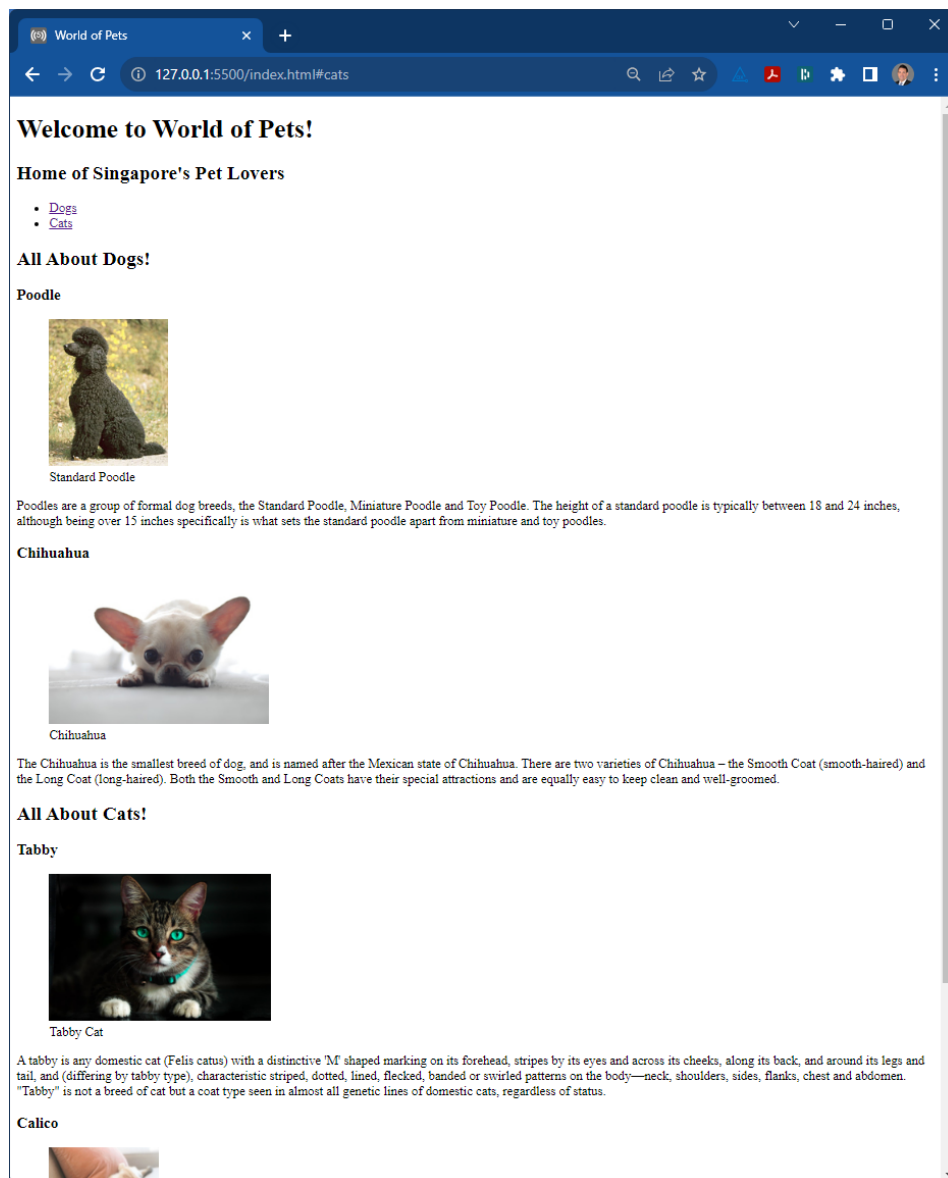 World of Pets
127.0.0.1:5500/index.html#cats
Welcome to World of Pets!
Home of Singapore's Pet Lovers
Dogs
Cats
All About Dogs!
Poodle
Standard Poodle
Poodles are a group of formal dog breeds, the Standard Poodle, Miniature Poodle and Toy Poodle. The height of a standard poodle is typically between 18 and 24 inches,
although being over 15 inches specifically is what sets the standard poodle apart from miniature and toy poodles.
Chihuahua
Chihuahua
The Chihuahua is the smallest breed of dog, and is named after the Mexican state of Chihuahua. There are two varieties of Chihuahua – the Smooth Coat (smooth-haired) and
the Long Coat (long-haired). Both the Smooth and Long Coats have their special attractions and are equally easy to keep clean and well-groomed.
All About Cats!
Tabby
Tabby Cat
A tabby is any domestic cat (Felis catus) with a distinctive 'M' shaped marking on its forehead, stripes by its eyes and across its cheeks, along its back, and around its legs and
tail, and (differing by tabby type), characteristic striped, dotted, lined, flecked, banded or swirled patterns on the body—neck, shoulders, sides, flanks, chest and abdomen.
"Tabby" is not a breed of cat but a coat type seen in almost all genetic lines of domestic cats, regardless of status.
Calico